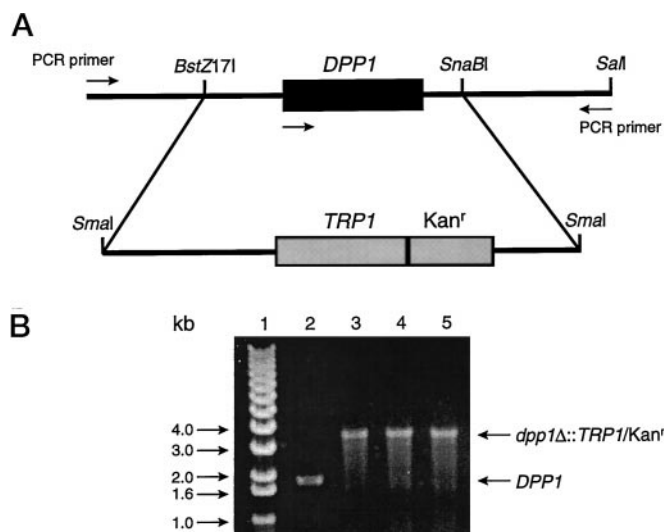 A
PCR primer
BstZ17I
DPP1
SnaBI
SalI
PCR primer
SmaI
TRP1
Kanʳ
SmaI
B
kb
1
2
3
4
5
4.0
3.0
2.0
1.6
1.0
dpp1Δ::TRP1/Kanʳ
DPP1